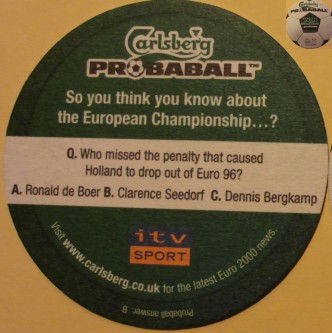 Carlsberg
PROBABALL™
So you think you know about
the European Championship...?
Q. Who missed the penalty that caused
Holland to drop out of Euro 96?
A. Ronald de Boer B. Clarence Seedorf C. Dennis Bergkamp
itv
SPORT
Visit www.carlsberg.co.uk for the latest Euro 2000 news.
Probaball answer: B